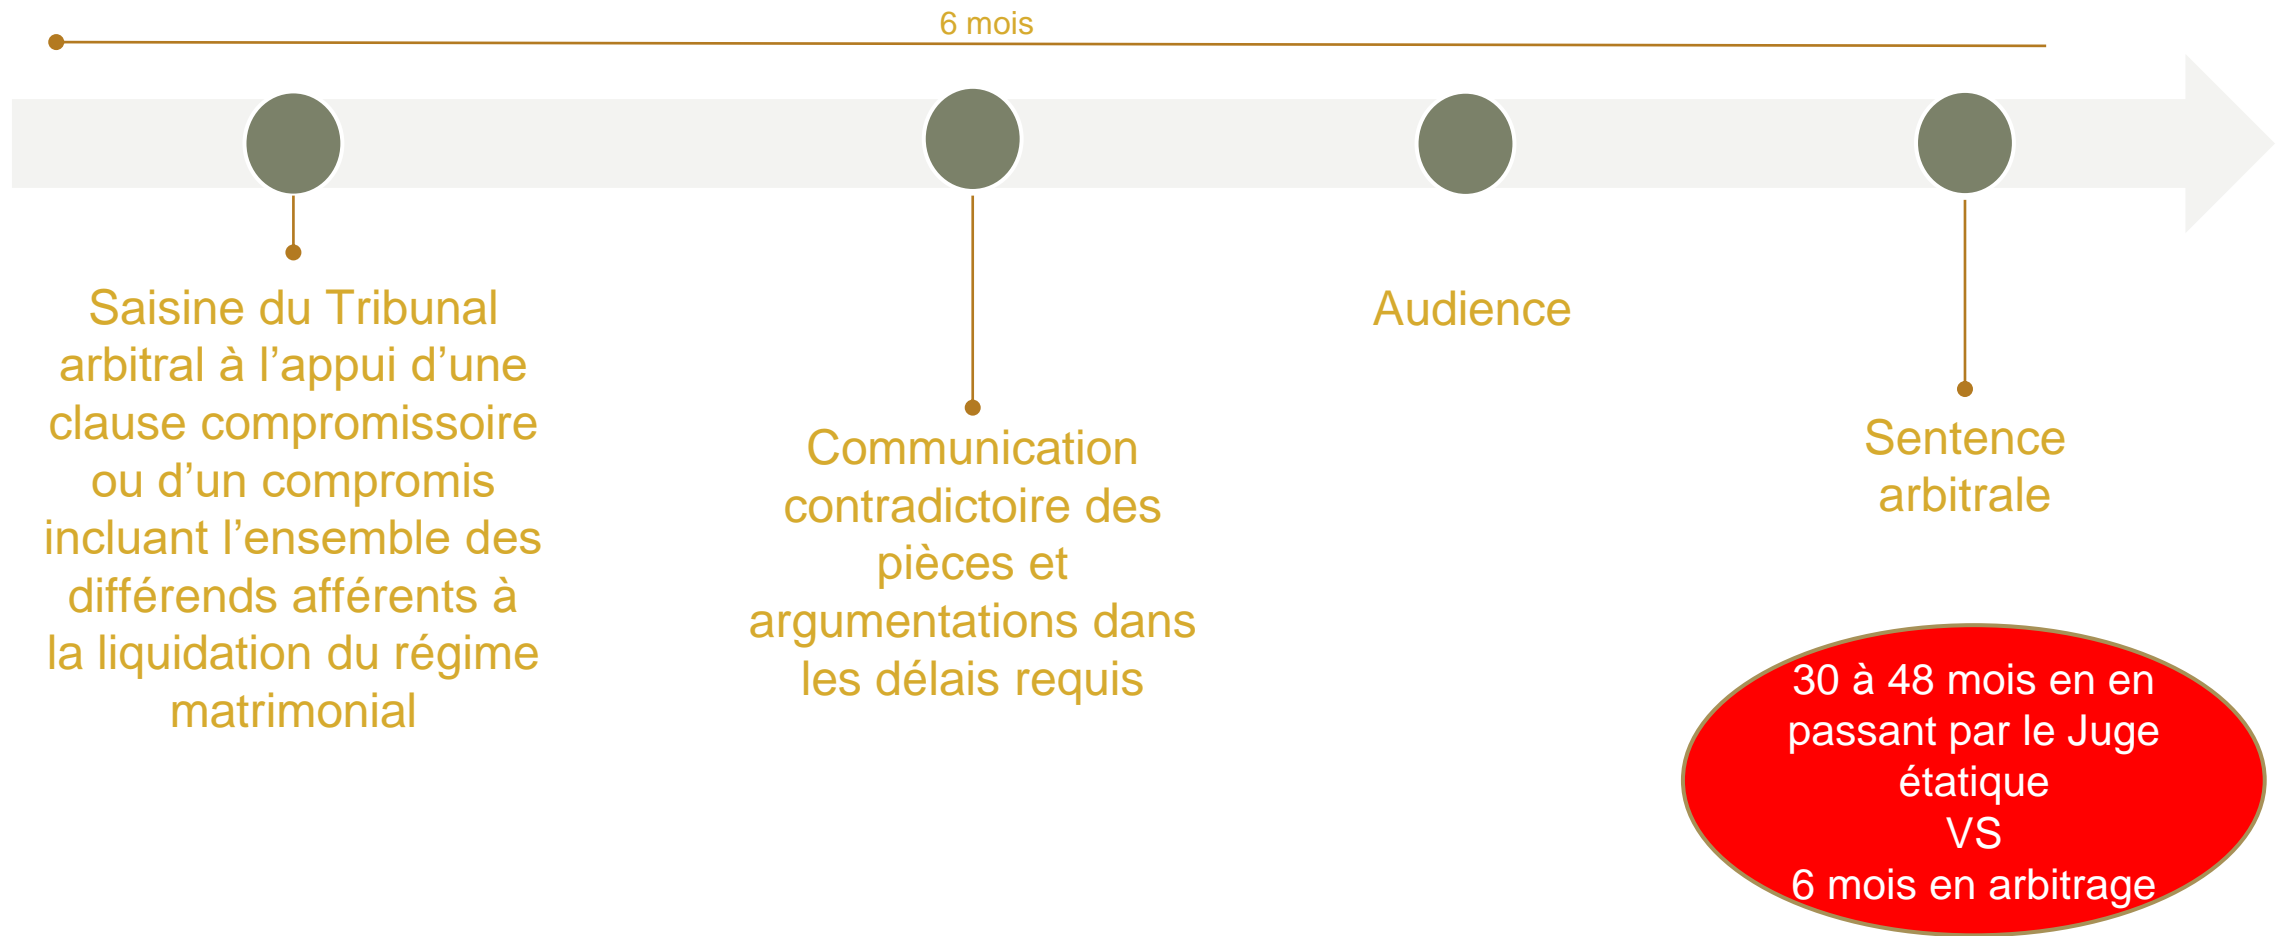 6 mois
Saisine du Tribunal
arbitral à l’appui d’une
clause compromissoire
ou d’un compromis
incluant l’ensemble des
différends afférents à
la liquidation du régime
matrimonial
Communication
contradictoire des
pièces et
argumentations dans
les délais requis
Audience
Sentence
arbitrale
30 à 48 mois en en
passant par le Juge
étatique
VS
6 mois en arbitrage